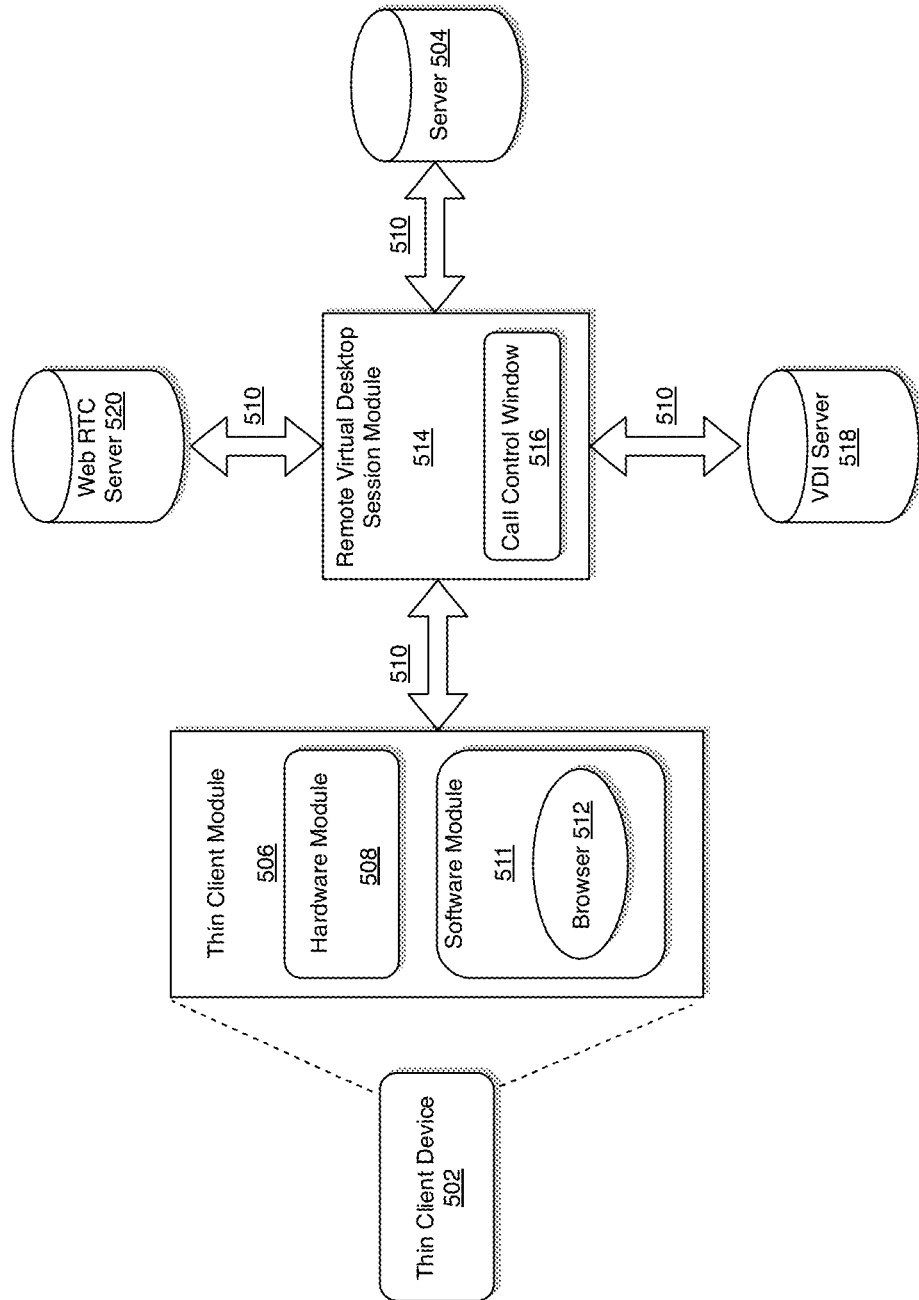 Thin Client Device
502
Thin Client Module
506
Hardware Module
508
Software Module
511
Browser 512
510
Web RTC
Server 520
510
Remote Virtual Desktop
Session Module
514
Call Control Window
516
510
VDI Server
518
510
Server 504